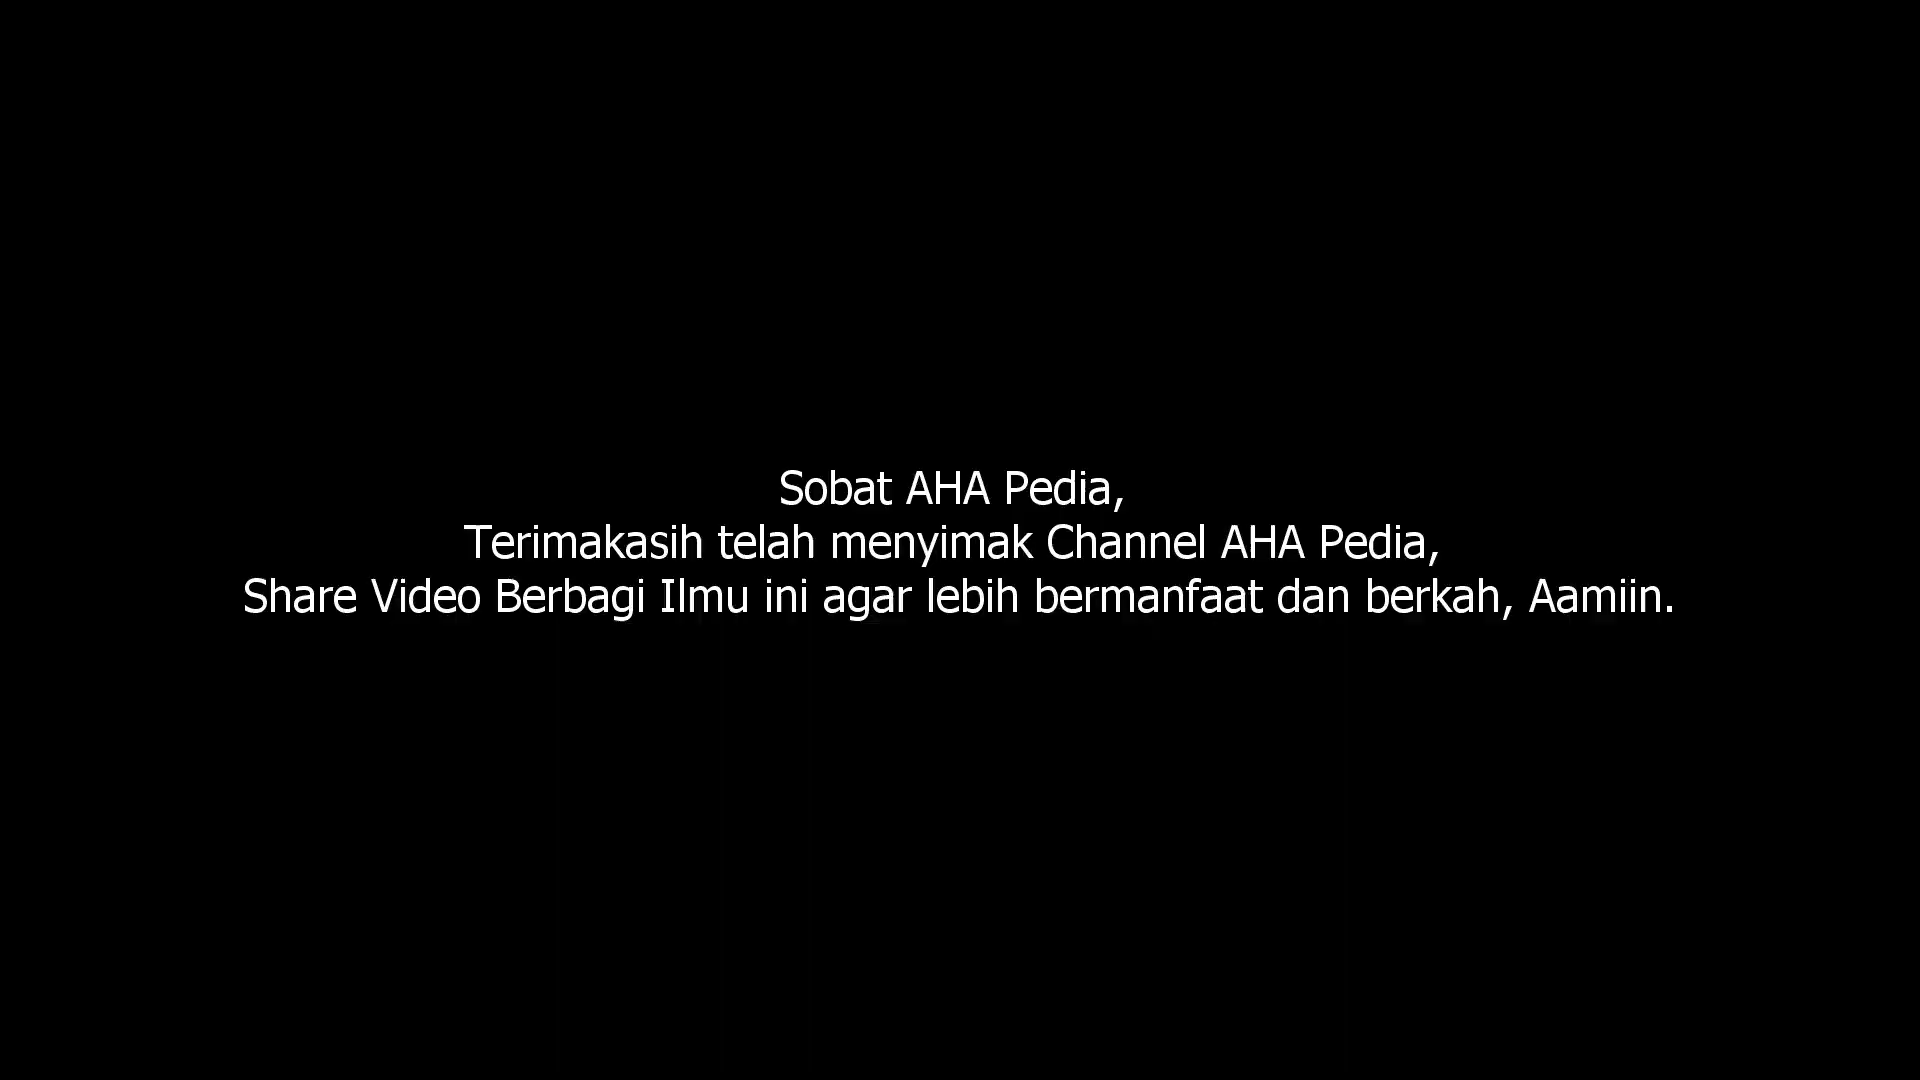 Sobat AHA Pedia,
Terimakasih telah menyimak Channel AHA Pedia,
Share Video Berbagi Ilmu ini agar lebih bermanfaat dan berkah, Aamiin.